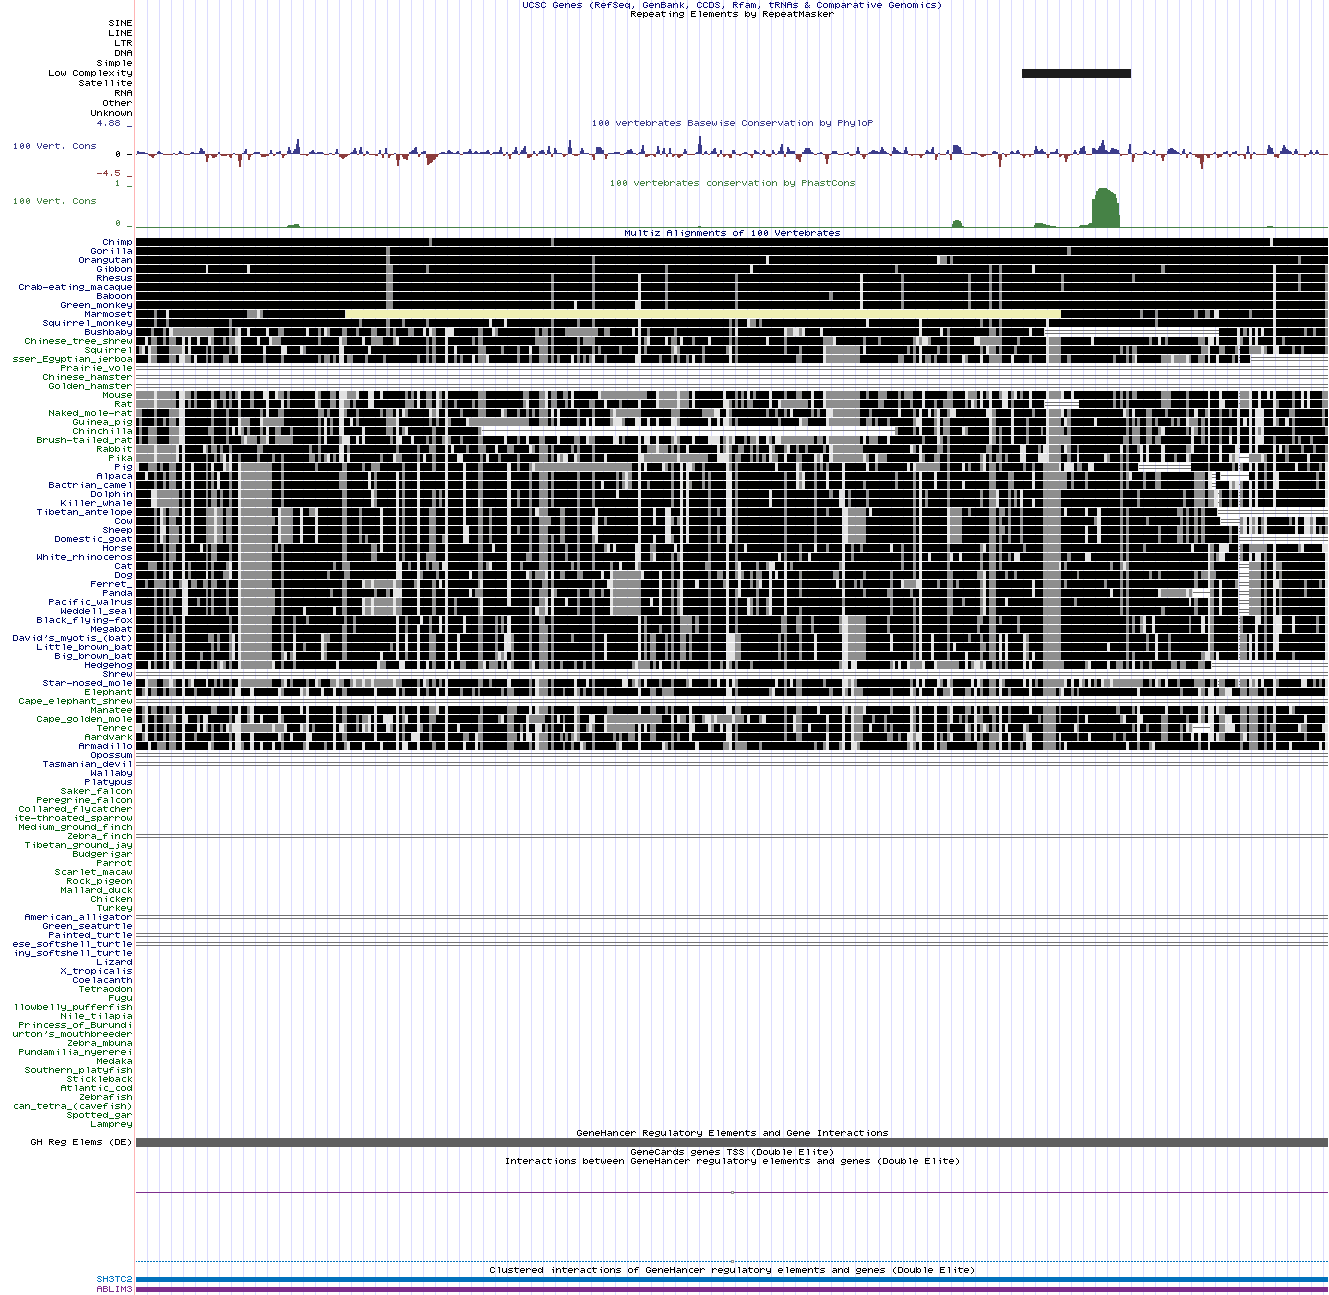 UCSC Genes (RefSeq, GenBank, CCDS, Rfam, tRNAs & Comparative Genomics)
Repeating Elements by RepeatMasker
SINE
LINE
LTR
DNA
Simple
Low Complexity
Satellite
RNA
Other
Unknown
4.88 _
100 vertebrates Basewise Conservation by PhyloP
100 Vert. Cons
0 _
-4.5 _
1 _
100 vertebrates conservation by PhastCons
100 Vert. Cons
0 _
Multiz Alignments of 100 Vertebrates
Chimp
Gorilla
Orangutan
Gibbon
Rhesus
Crab-eating_macaque
Baboon
Green_monkey
Marmoset
Squirrel_monkey
Bushbaby
Chinese_tree_shrew
Squirrel
sser_Egyptian_jerboa
Prairie_vole
Chinese_hamster
Golden_hamster
Mouse
Rat
Naked_mole-rat
Guinea_pig
Chinchilla
Brush-tailed_rat
Rabbit
Pika
Pig
Alpaca
Bactrian_camel
Dolphin
Killer_whale
Tibetan_antelope
Cow
Sheep
Domestic_goat
Horse
White_rhinoceros
Cat
Dog
Ferret_
Panda
Pacific_walrus
Weddell_seal
Black_flying-fox
Megabat
David's_myotis_(bat)
Little_brown_bat
Big_brown_bat
Hedgehog
Shrew
Star-nosed_mole
Elephant
Cape_elephant_shrew
Manatee
Cape_golden_mole
Tenrec
Aardvark
Armadillo
Opossum
Tasmanian_devil
Wallaby
Platypus
Saker_falcon
Peregrine_falcon
Collared_flycatcher
ite-throated_sparrow
Medium_ground_finch
Zebra_finch
Tibetan_ground_jay
Budgerigar
Parrot
Scarlet_macaw
Rock_pigeon
Mallard_duck
Chicken
Turkey
American_alligator
Green_seaturtle
Painted_turtle
ese_softshell_turtle
iny_softshell_turtle
Lizard
X_tropicalis
Coelacanth
Tetraodon
Fugu
llowbelly_pufferfish
Nile_tilapia
Princess_of_Burundi
urton's_mouthbreeder
Zebra_mbuna
Pundamilia_nyererei
Medaka
Southern_platyfish
Stickleback
Atlantic_cod
Zebrafish
can_tetra_(cavefish)
Spotted_gar
Lamprey
GeneHancer Regulatory Elements and Gene Interactions
GH Reg Elems (DE)
GeneCards genes TSS (Double Elite)
Interactions between GeneHancer regulatory elements and genes (Double Elite)
Clustered interactions of GeneHancer regulatory elements and genes (Double Elite)
SH3TC2
ABLIM3